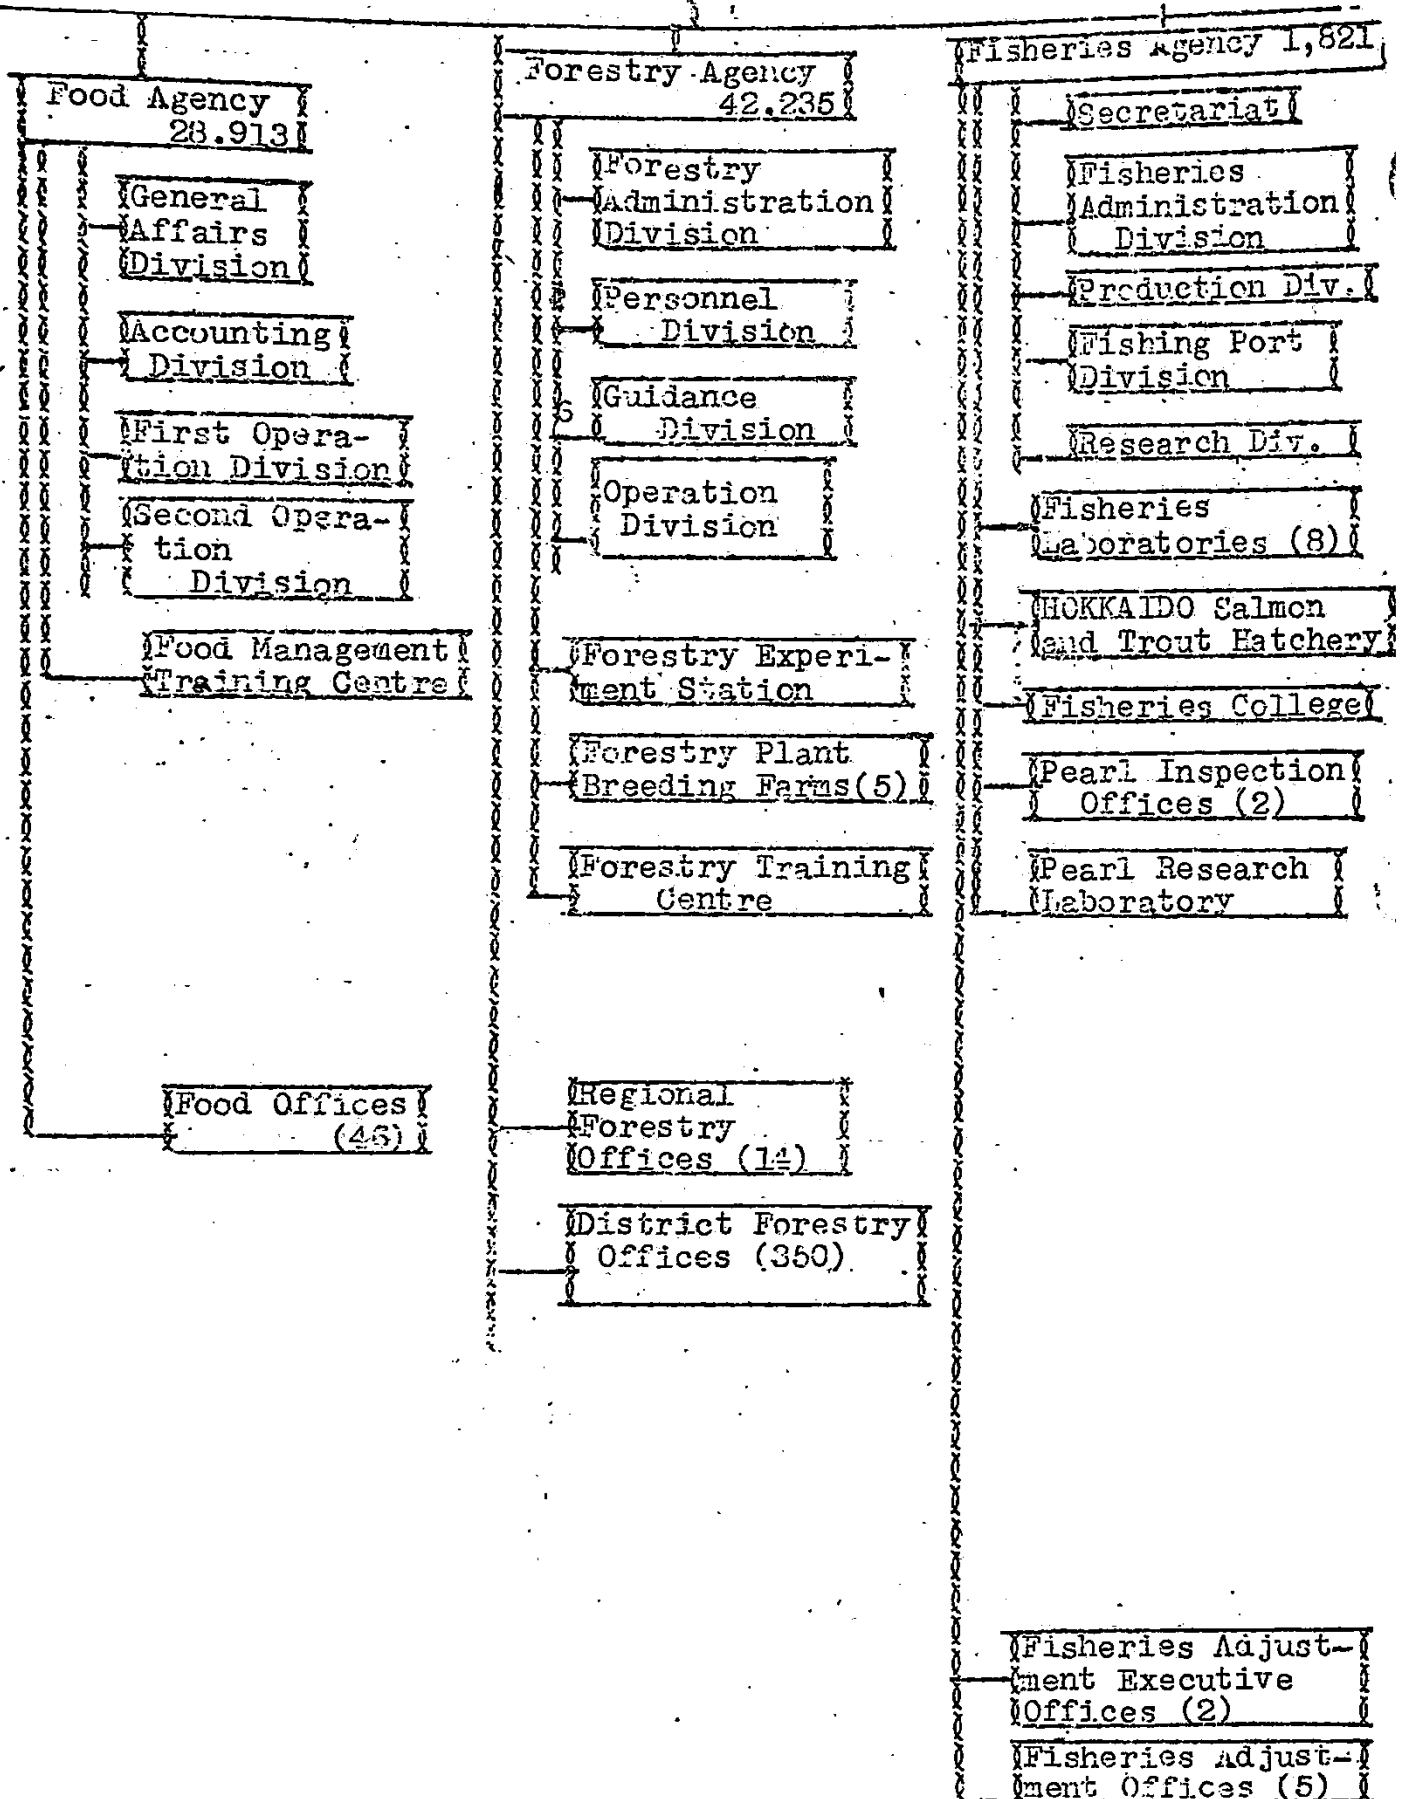 Food Agency
28.913
General
Affairs
Division
Accounting
Division
First Opera-
tion Division
Second Opera-
tion
Division
Food Management
Training Centre
Food Offices
(46)
Forestry Agency
42.235
Forestry
Administration
Division
Personnel
Division
Guidance
Division
Operation
Division
Forestry Experi-
ment Station
Forestry Plant
Breeding Farms(5)
Forestry Training
Centre
Regional
Forestry
Offices (14)
District Forestry
Offices (350)
Fisheries Agency 1,821
Secretariat
Fisheries
Administration
Division
Production Div.
Fishing Port
Division
Research Div.
Fisheries
Laboratories (8)
HOKKAIDO Salmon
and Trout Hatchery
Fisheries College
Pearl Inspection
Offices (2)
Pearl Research
Laboratory
Fisheries Adjust-
ment Executive
Offices (2)
Fisheries Adjust-
ment Offices (5)